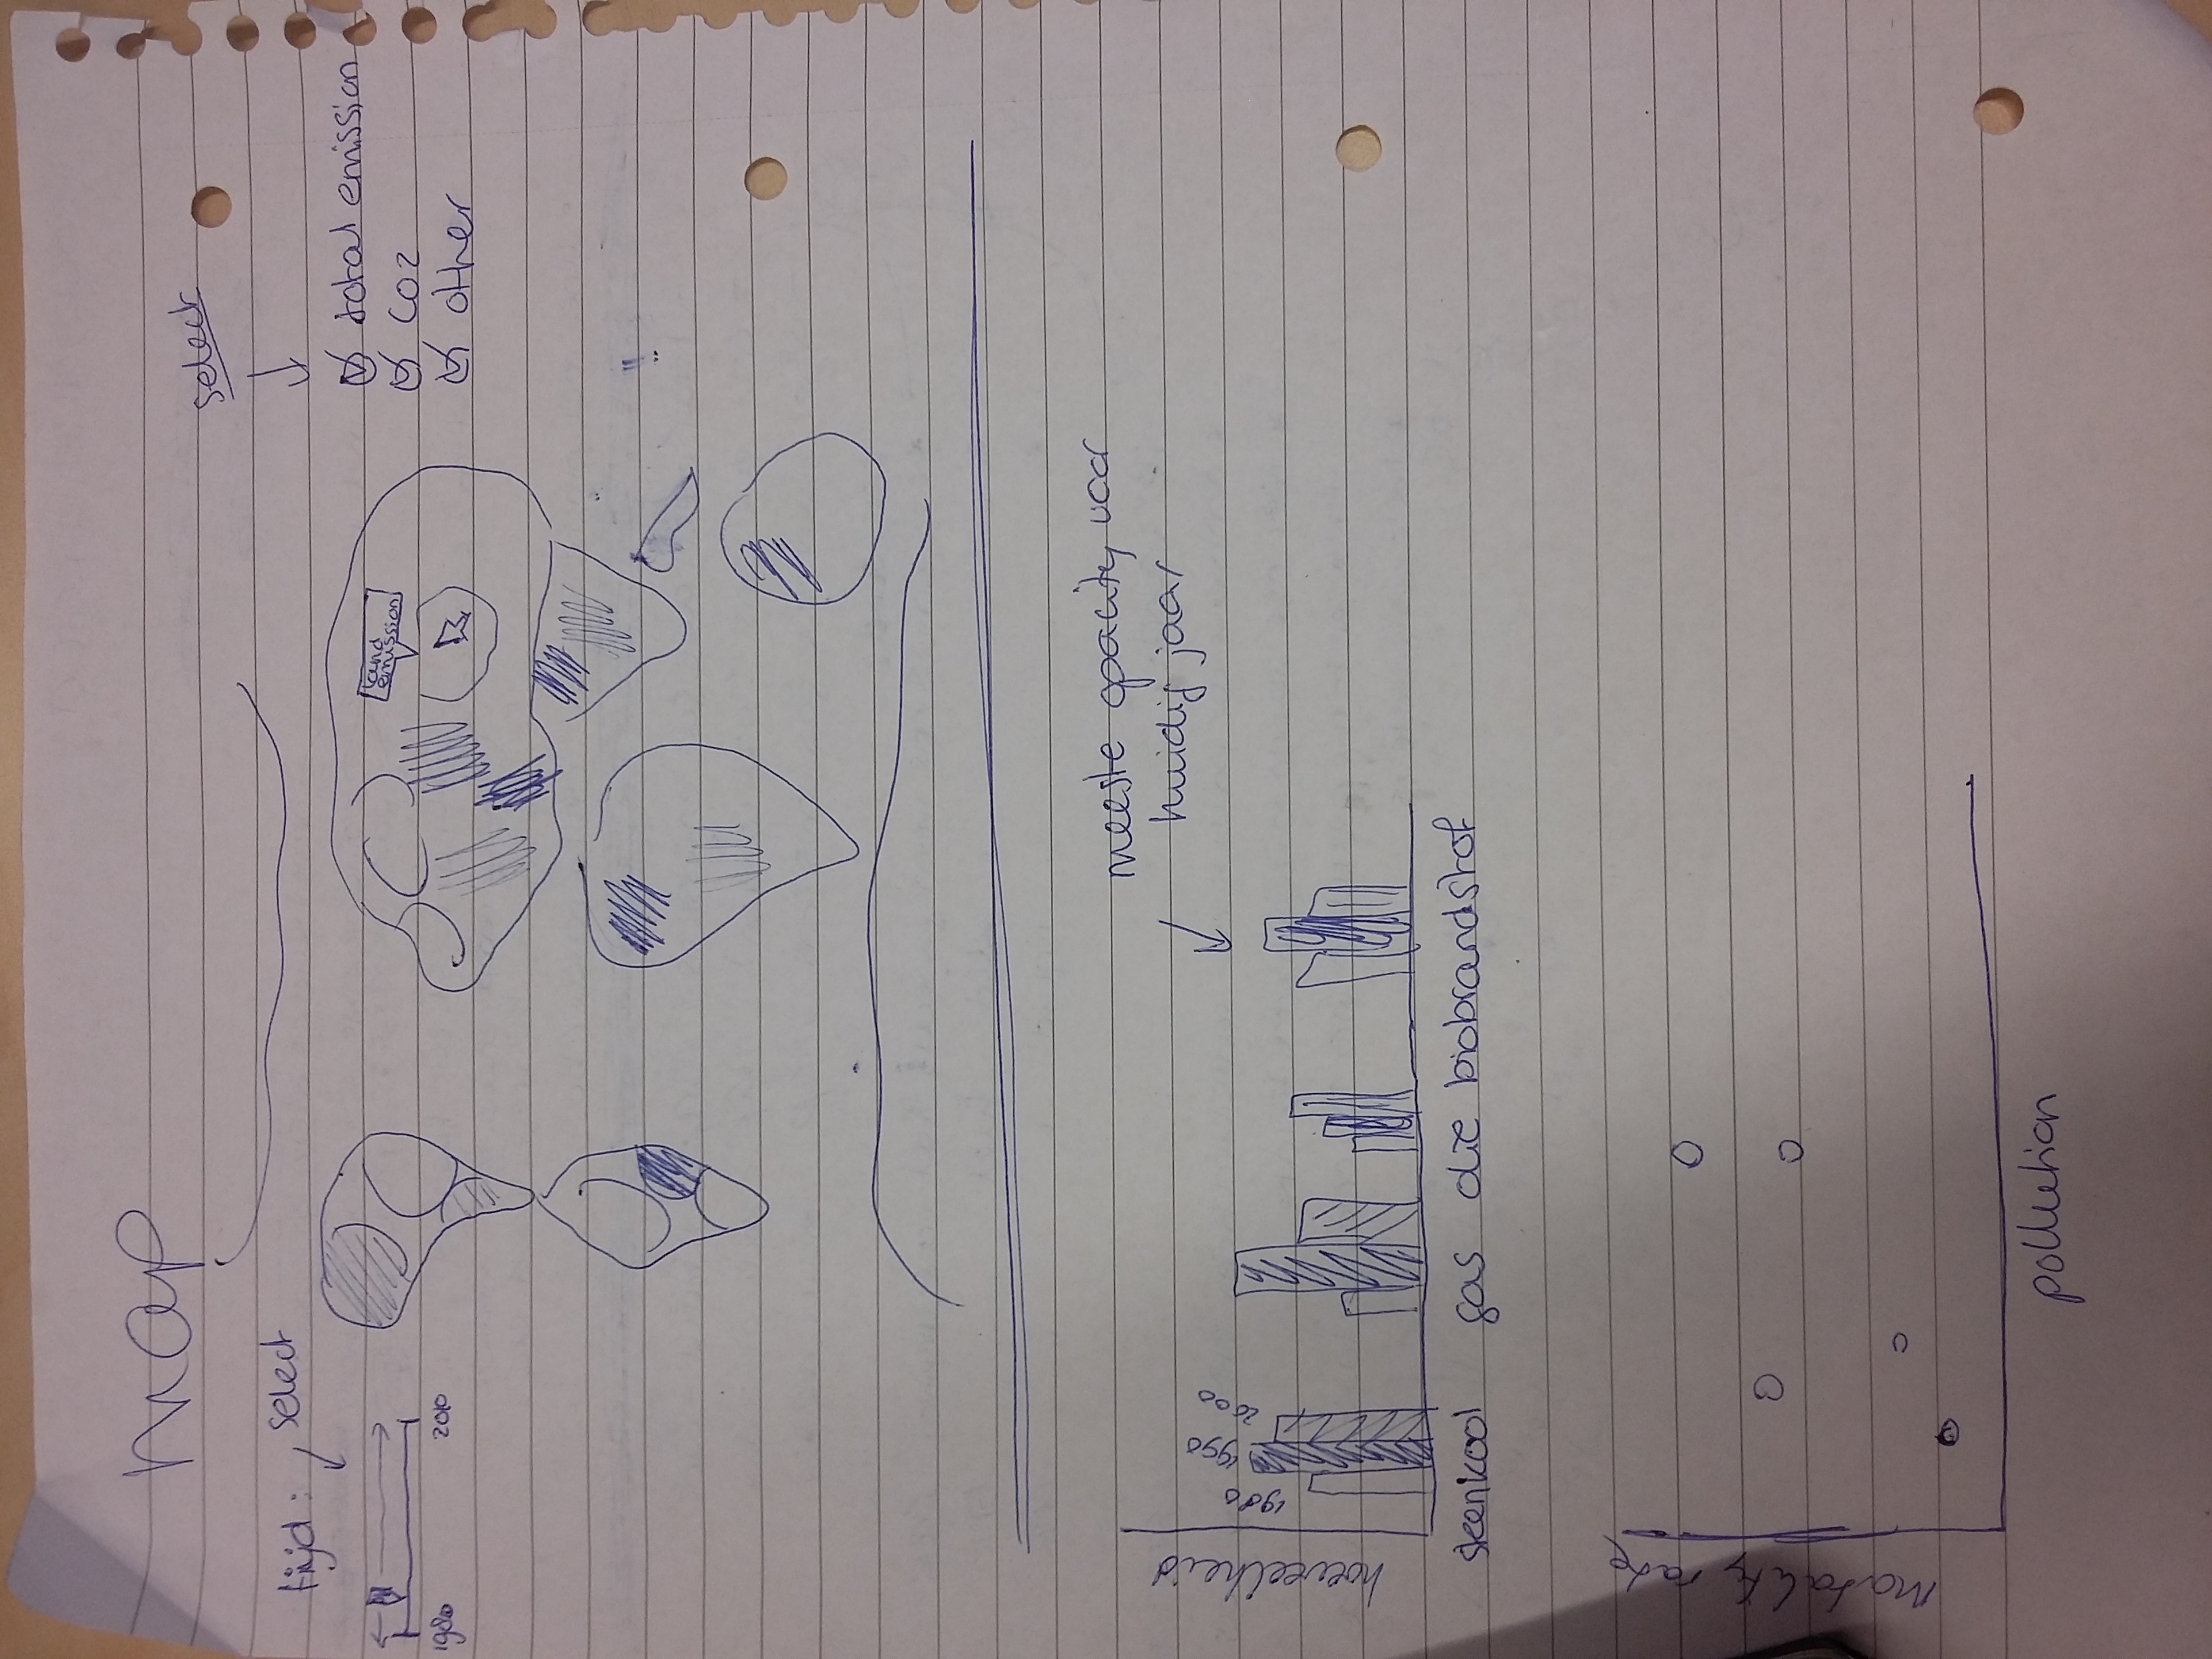 map
select
tijd: select
1980 2010
total emission
CO2
other
land
emission
!!
meeste opacity voor
huidig jaar
hoeveelheid
1980
1990
2000
steenkool gas olie biobrandstof
Mortality rate
pollution